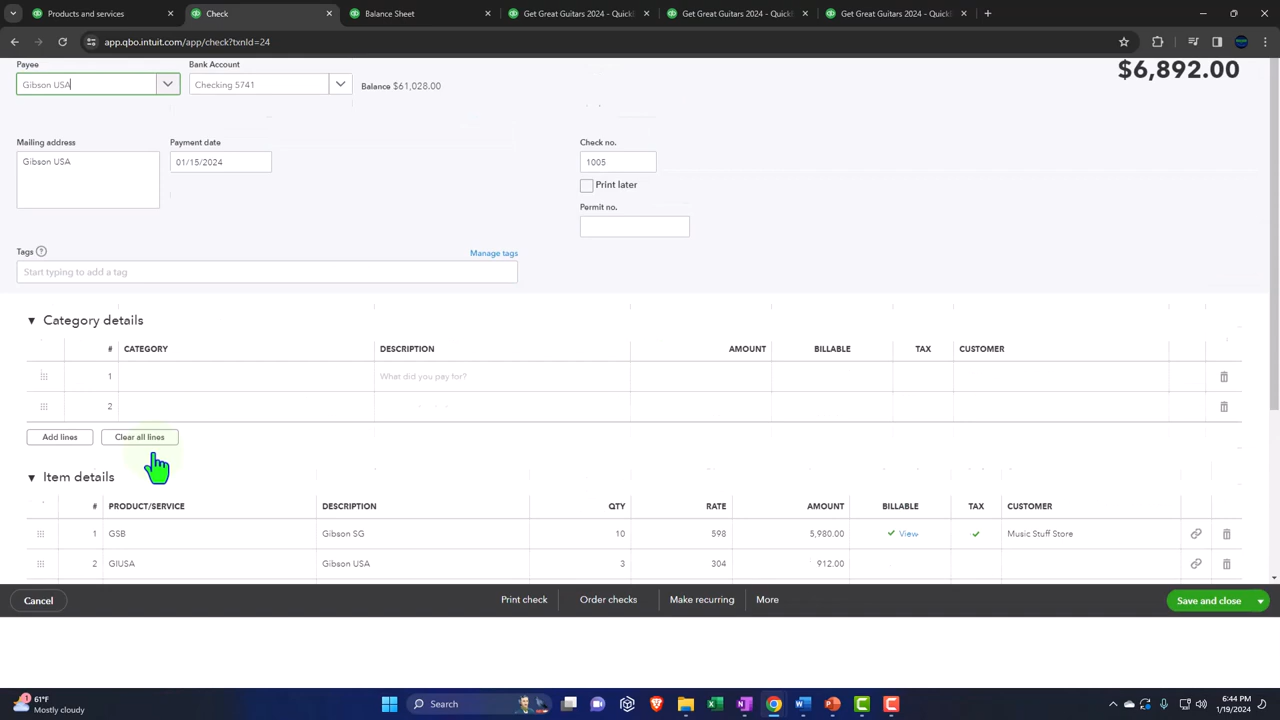 Products and services
Check
Balance Sheet
Get Great Guitars 2024 - Quick
Get Great Guitars 2024 - Quick
Get Great Guitars 2024 - Quick
app.qbo.intuit.com/app/check?txnId=24
Payee
Bank Account
$6,892.00
Gibson USA
Checking 5741
Balance $61,028.00
Mailing address
Payment date
Check no.
Gibson USA
01/15/2024
1005
Print later
Permit no.
Tags ?
Manage tags
Start typing to add a tag
Category details
# CATEGORY DESCRIPTION AMOUNT BILLABLE TAX CUSTOMER
1 What did you pay for?
2
Add lines
Clear all lines
Item details
# PRODUCT/SERVICE DESCRIPTION QTY RATE AMOUNT BILLABLE TAX CUSTOMER
1 GSB Gibson SG 10 598 5,980.00 View Music Stuff Store
2 GIUSA Gibson USA 3 304 912.00
Cancel
Print check
Order checks
Make recurring
More
Save and close
1
61°F
Mostly cloudy
Search
6:44 PM
1/19/2024